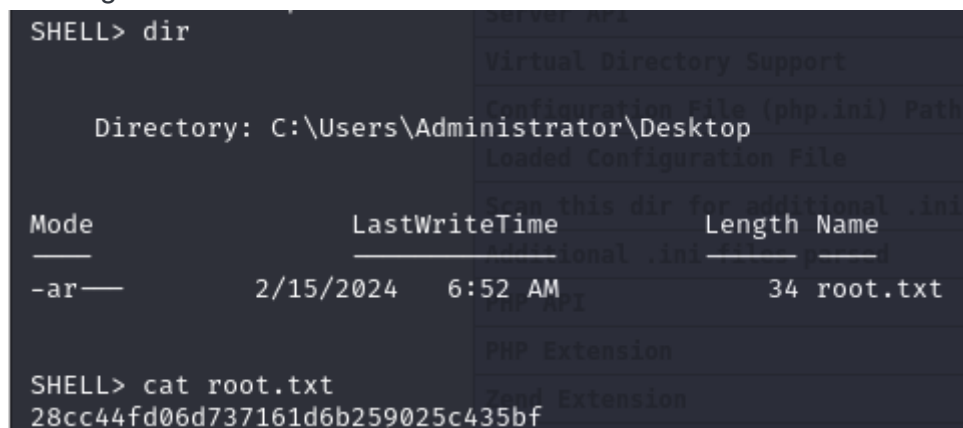 SHELL> dir
Server API
Virtual Directory Support
Configuration File (php.ini) Path
Directory: C:\Users\Administrator\Desktop
Loaded Configuration File
Scan this dir for additional .ini
Mode LastWriteTime Length Name
Additional .ini files parsed
-ar— 2/15/2024 6:52 AM 34 root.txt
PHP API
PHP Extension
SHELL> cat root.txt
Zend Extension
28cc44fd06d737161d6b259025c435bf